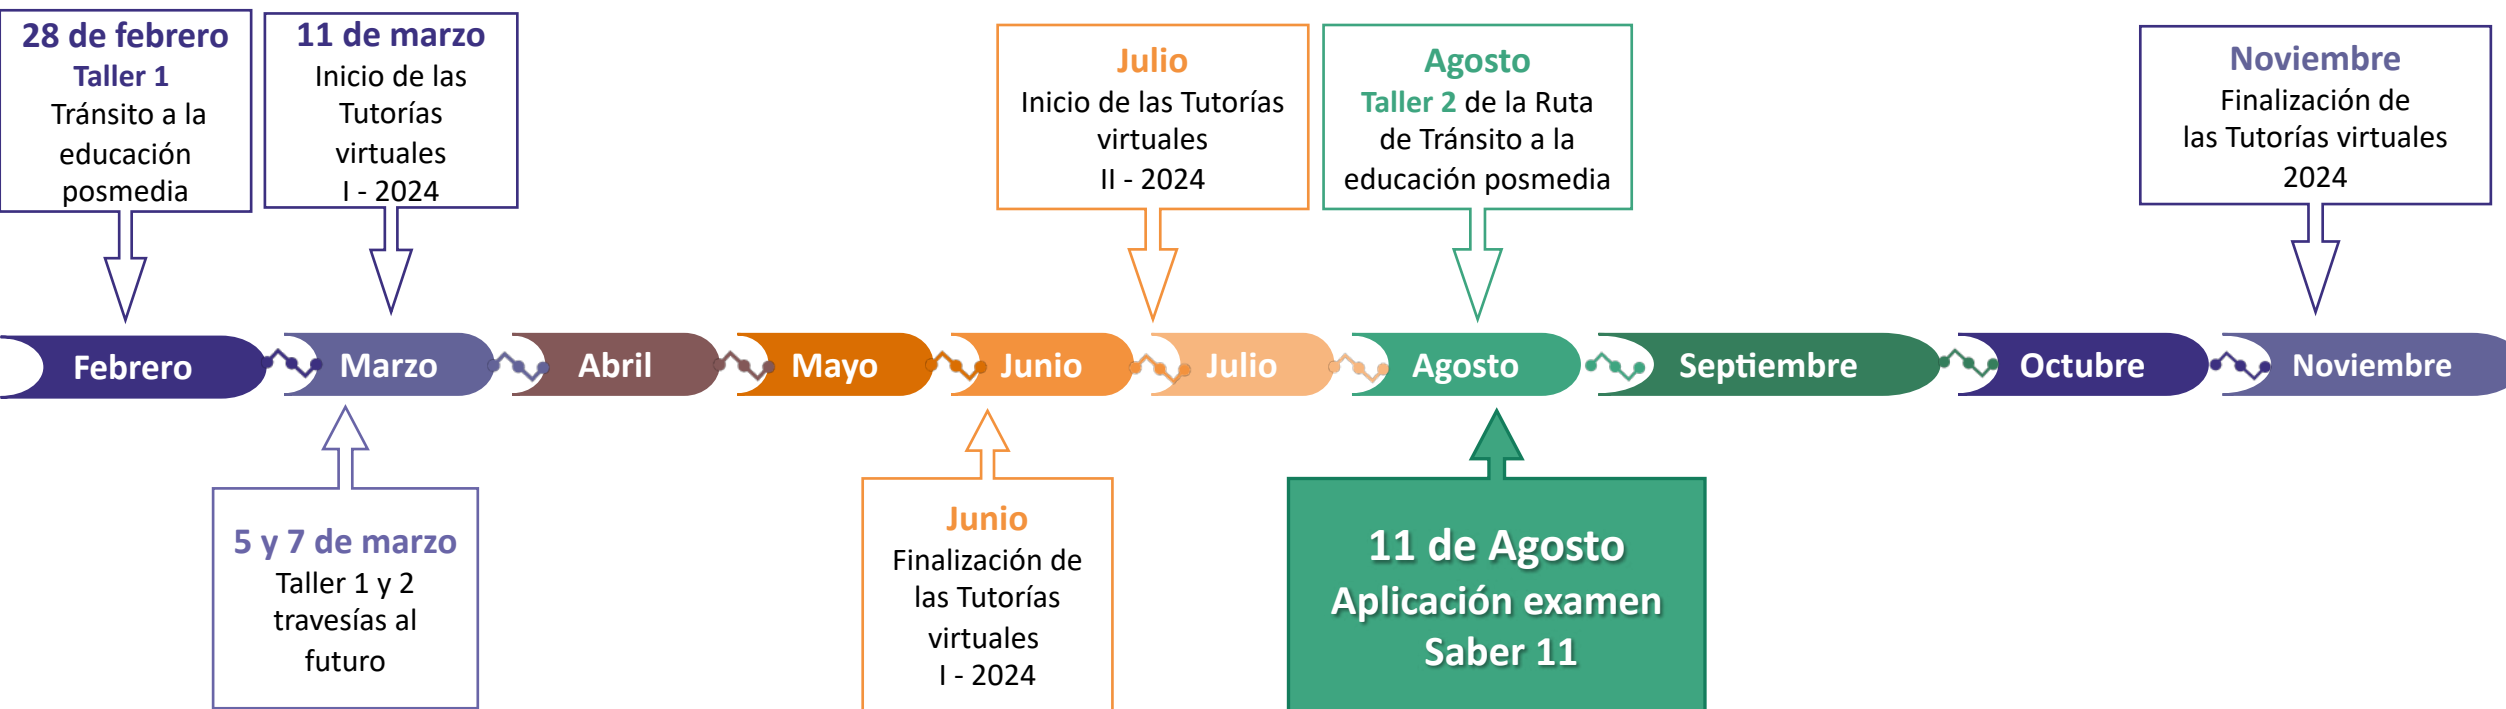 28 de febrero
Taller 1
Tránsito a la
educación
posmedia
11 de marzo
Inicio de las
Tutorías
virtuales
I - 2024
Julio
Inicio de las Tutorías
virtuales
II - 2024
Agosto
Taller 2 de la Ruta
de Tránsito a la
educación posmedia
Noviembre
Finalización de
las Tutorías virtuales
2024
Febrero
Marzo
Abril
Mayo
Junio
Julio
Agosto
Septiembre
Octubre
Noviembre
5 y 7 de marzo
Taller 1 y 2
travesías al
futuro
Junio
Finalización de
las Tutorías
virtuales
I - 2024
11 de Agosto
Aplicación examen
Saber 11